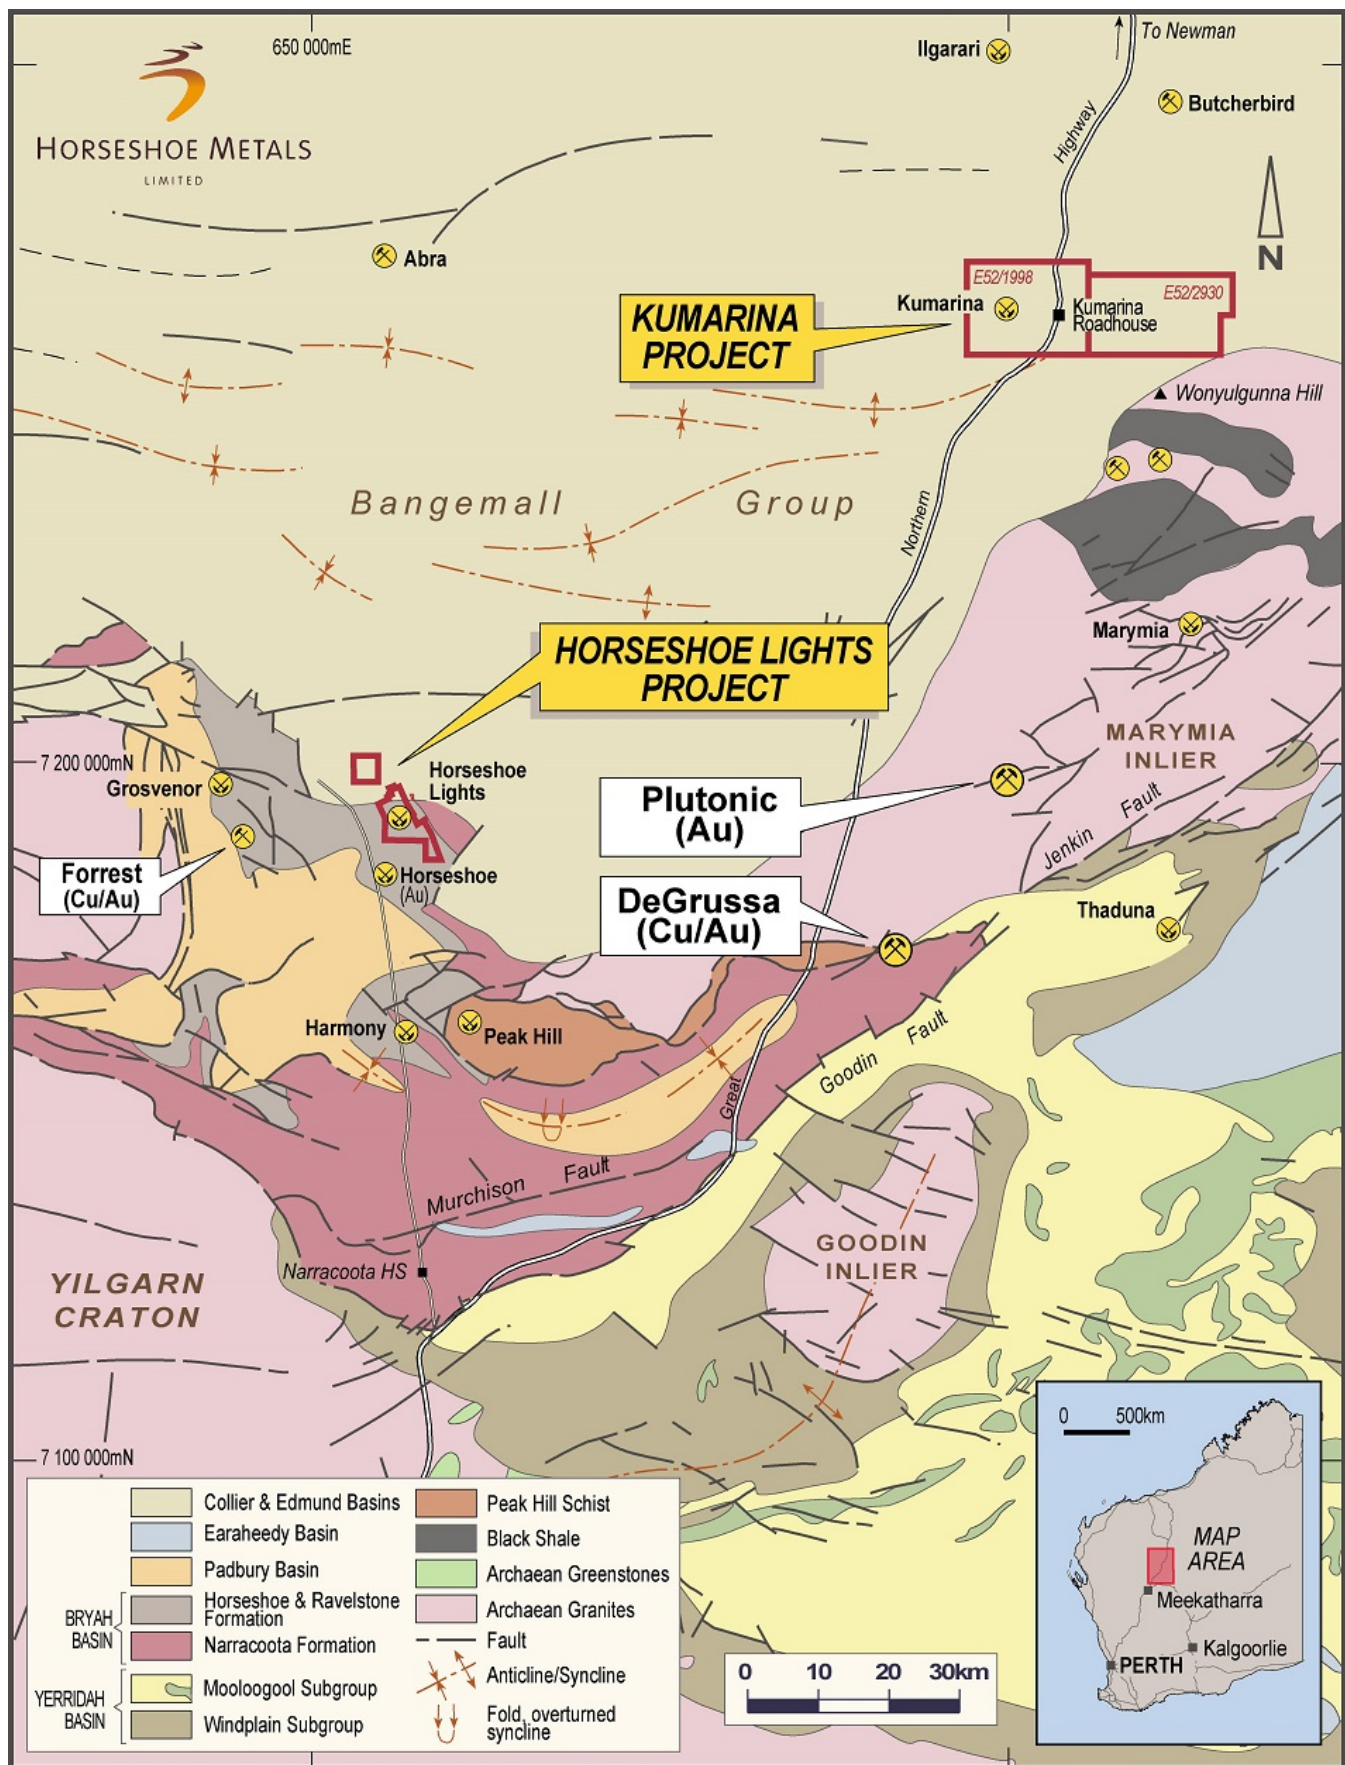 650 000mE
To Newman
Ilgarari
Butcherbird
Highway
HORSESHOE METALS
LIMITED
N
Abra
E52/1998
E52/2930
Kumarina
Kumarina
Roadhouse
KUMARINA
PROJECT
Wonyulgunna Hill
Bangemall Group
Northern
Marymia
HORSESHOE LIGHTS
PROJECT
MARYMIA
INLIER
7 200 000mN
Grosvenor
Horseshoe
Lights
Plutonic
(Au)
Jenkin Fault
Forrest
(Cu/Au)
Horseshoe
(Au)
DeGrussa
(Cu/Au)
Thaduna
Harmony
Peak Hill
Goodin Fault
Great
Murchison Fault
GOODIN
INLIER
Narracoota HS
YILGARN
CRATON
7 100 000mN
Collier & Edmund Basins
Earaheedy Basin
Padbury Basin
BRYAH
BASIN
Horseshoe & Ravelstone
Formation
Narracoota Formation
YERRIDAH
BASIN
Mooloogool Subgroup
Windplain Subgroup
Peak Hill Schist
Black Shale
Archaean Greenstones
Archaean Granites
Fault
Anticline/Syncline
Fold, overturned
syncline
0 10 20 30km
0 500km
MAP
AREA
Meekatharra
Kalgoorlie
PERTH